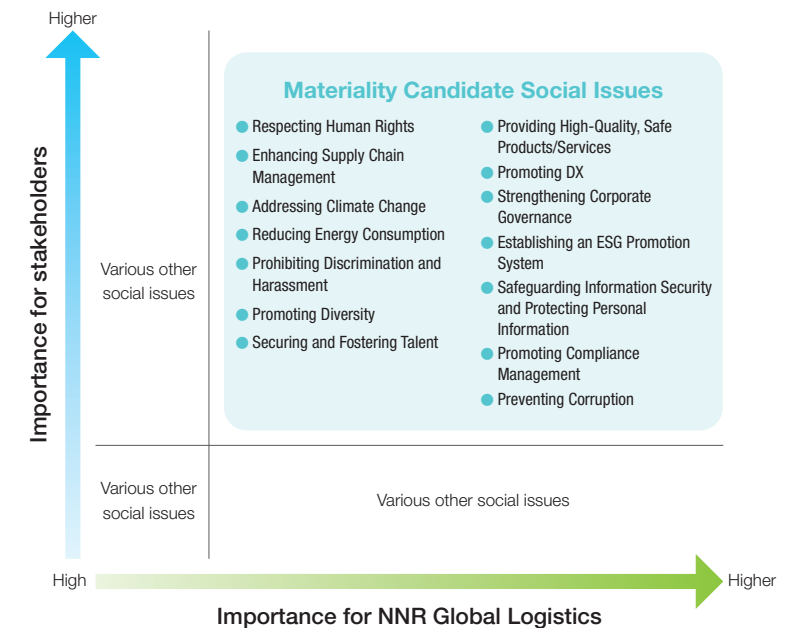 Higher
Importance for stakeholders
Materiality Candidate Social Issues
Respecting Human Rights
Enhancing Supply Chain
Management
Addressing Climate Change
Reducing Energy Consumption
Prohibiting Discrimination and
Harassment
Promoting Diversity
Securing and Fostering Talent
Providing High-Quality, Safe
Products/Services
Promoting DX
Strengthening Corporate
Governance
Establishing an ESG Promotion
System
Safeguarding Information Security
and Protecting Personal
Information
Promoting Compliance
Management
Preventing Corruption
Various other
social issues
Various other
social issues
Various other social issues
High
Higher
Importance for NNR Global Logistics